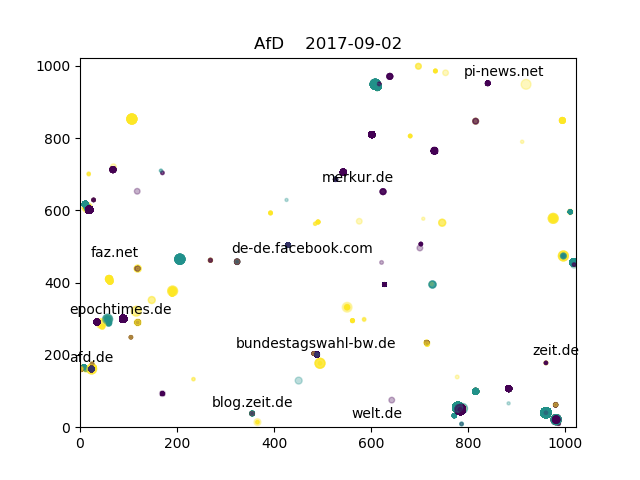 AfD 2017-09-02
1000
pi-news.net
800
merkur.de
600
faz.net
de-de.facebook.com
400
epochtimes.de
bundestagswahl-bw.de
zeit.de
200
afd.de
blog.zeit.de
welt.de
0
0 200 400 600 800 1000